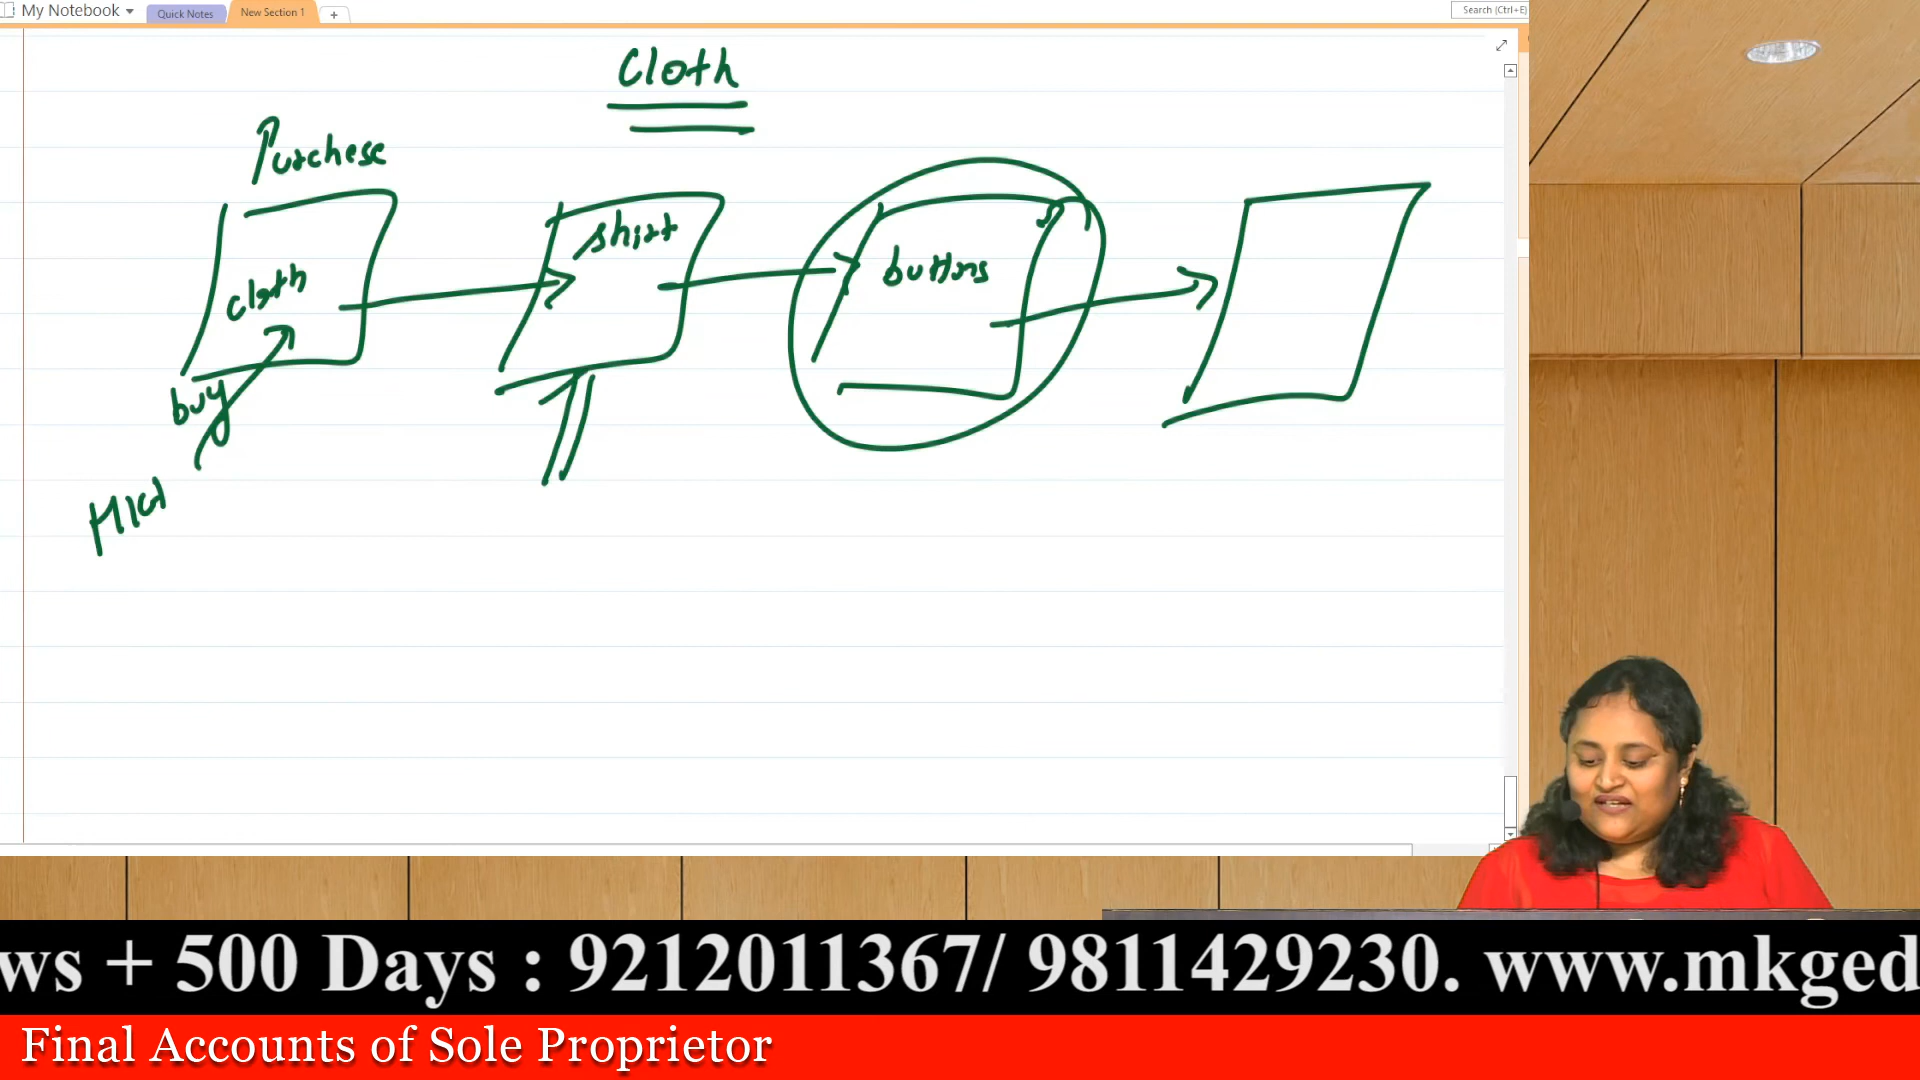 My Notebook
Quick Notes
New Section 1
+
Search (Ctrl+E)
Cloth
Purchese
cloth
shirt
buttons
buy
ws + 500 Days : 9212011367/ 9811429230. www.mkged
Final Accounts of Sole Proprietor